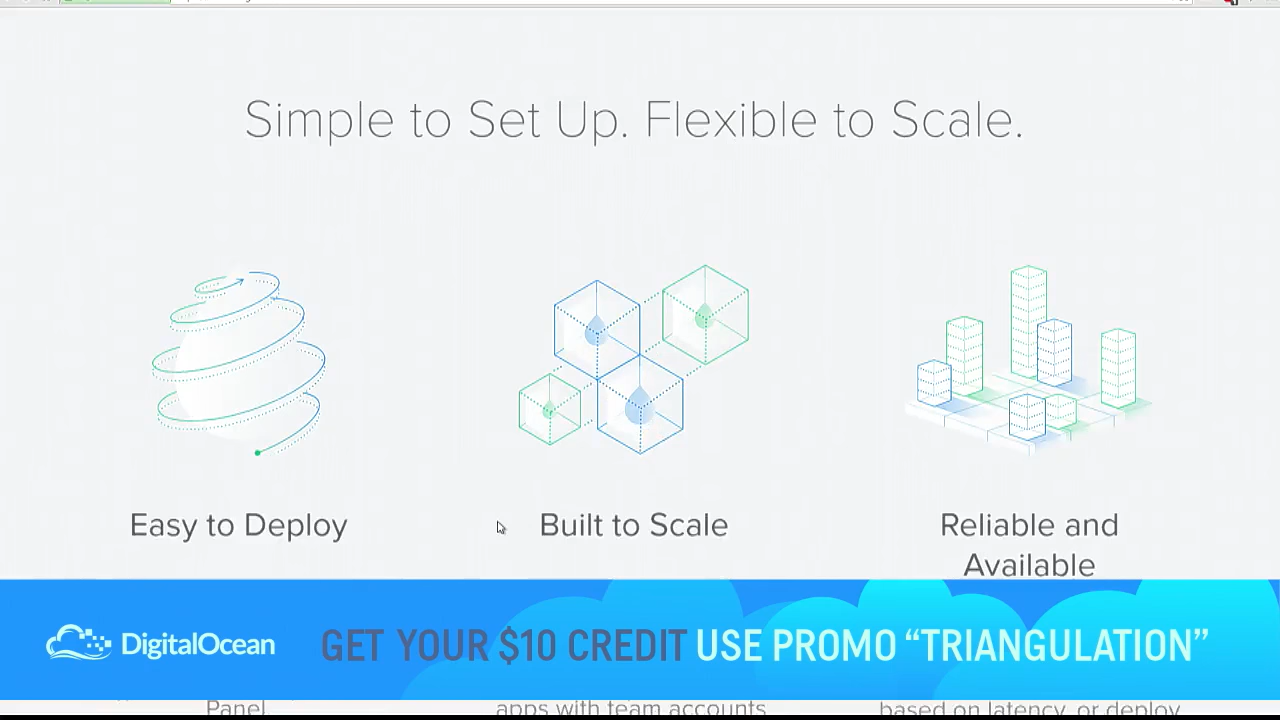 Simple to Set Up. Flexible to Scale.
Easy to Deploy
Built to Scale
Reliable and
Available
DigitalOcean
GET YOUR $10 CREDIT USE PROMO “TRIANGULATION”
Panel.
apps with team accounts
based on latency, or deploy